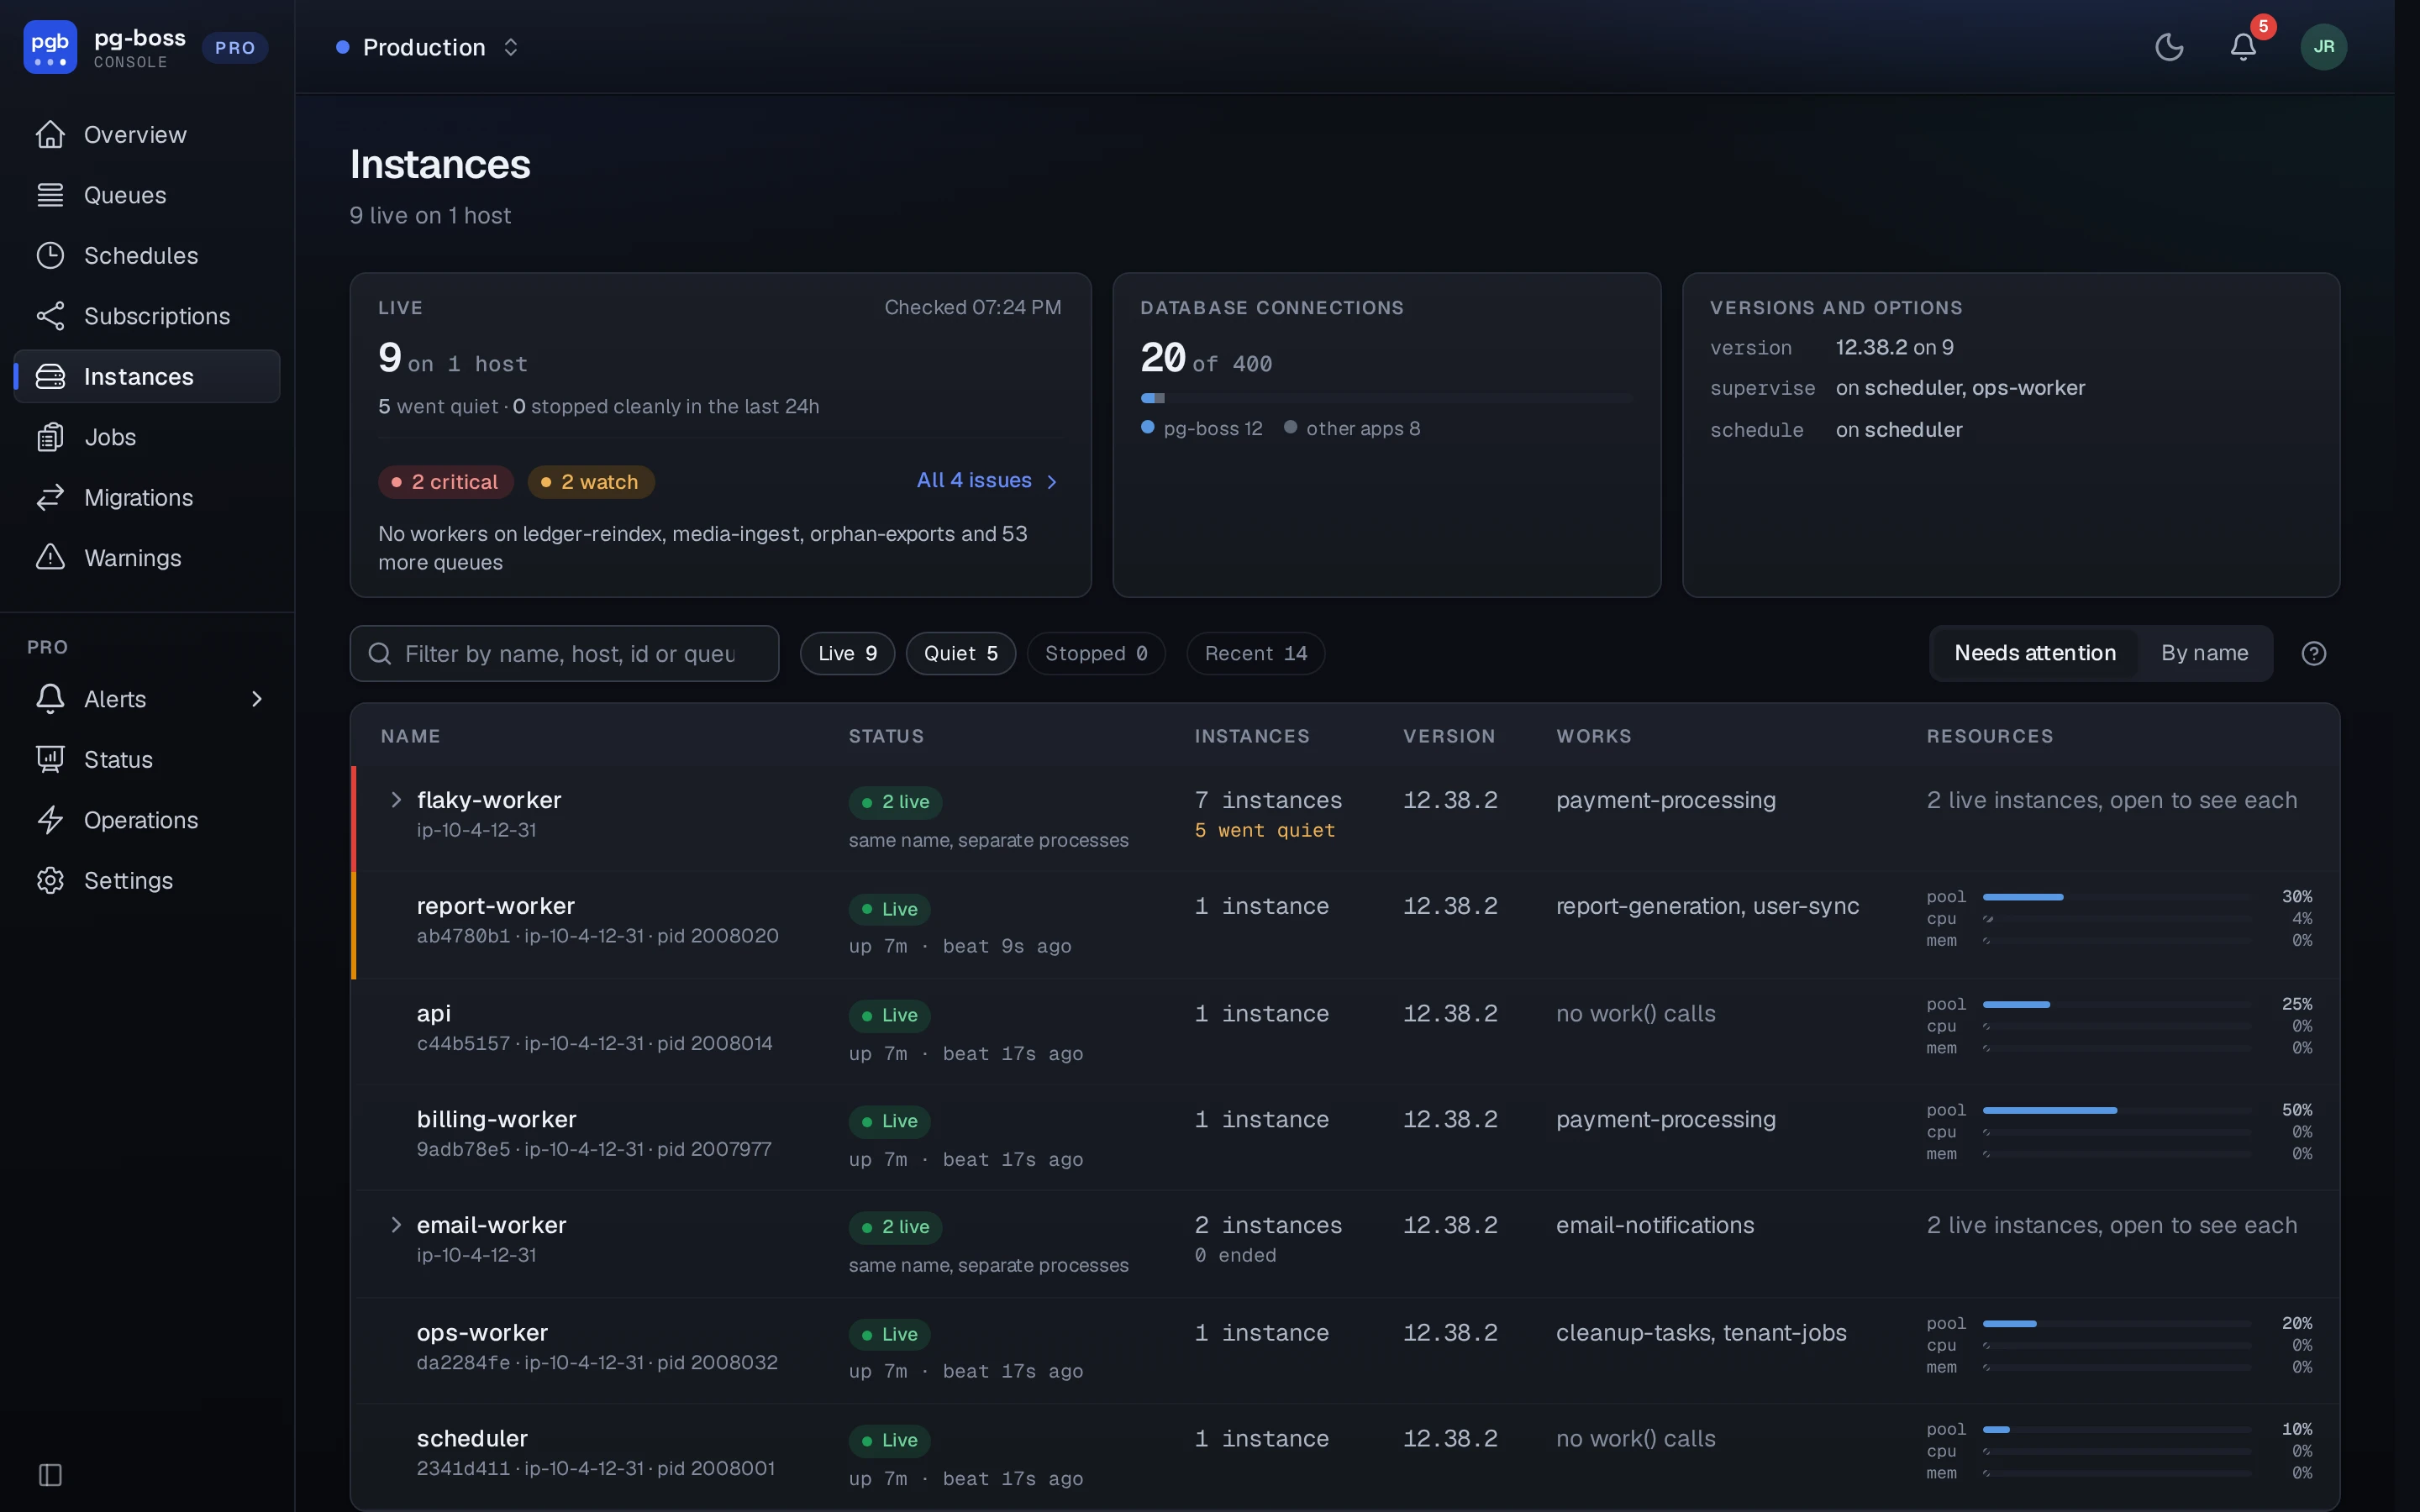 pgb
pg-boss
CONSOLE
PRO
Production
5
JR
Overview
Queues
Schedules
Subscriptions
Instances
Jobs
Migrations
Warnings
PRO
Alerts
Status
Operations
Settings
Instances
9 live on 1 host
LIVE
Checked 07:24 PM
9 on 1 host
5 went quiet · 0 stopped cleanly in the last 24h
2 critical
2 watch
All 4 issues
No workers on ledger-reindex, media-ingest, orphan-exports and 53
more queues
DATABASE CONNECTIONS
20 of 400
pg-boss 12
other apps 8
VERSIONS AND OPTIONS
version 12.38.2 on 9
supervise on scheduler, ops-worker
schedule on scheduler
Filter by name, host, id or queu
Live 9
Quiet 5
Stopped 0
Recent 14
Needs attention
By name
NAME STATUS INSTANCES VERSION WORKS RESOURCES
flaky-worker 2 live 7 instances 12.38.2 payment-processing 2 live instances, open to see each
ip-10-4-12-31 same name, separate processes 5 went quiet
report-worker Live 1 instance 12.38.2 report-generation, user-sync
ab4780b1 · ip-10-4-12-31 · pid 2008020 up 7m · beat 9s ago
pool 30%
cpu 4%
mem 0%
api Live 1 instance 12.38.2 no work() calls
c44b5157 · ip-10-4-12-31 · pid 2008014 up 7m · beat 17s ago
pool 25%
cpu 0%
mem 0%
billing-worker Live 1 instance 12.38.2 payment-processing
9adb78e5 · ip-10-4-12-31 · pid 2007977 up 7m · beat 17s ago
pool 50%
cpu 0%
mem 0%
email-worker 2 live 2 instances 12.38.2 email-notifications 2 live instances, open to see each
ip-10-4-12-31 same name, separate processes 0 ended
ops-worker Live 1 instance 12.38.2 cleanup-tasks, tenant-jobs
da2284fe · ip-10-4-12-31 · pid 2008032 up 7m · beat 17s ago
pool 20%
cpu 0%
mem 0%
scheduler Live 1 instance 12.38.2 no work() calls
2341d411 · ip-10-4-12-31 · pid 2008001 up 7m · beat 17s ago
pool 10%
cpu 0%
mem 0%